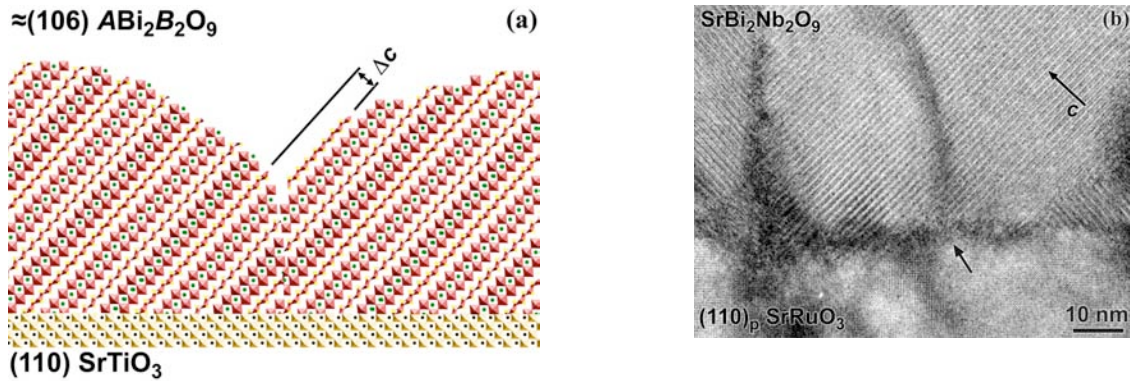 ≈(106) ABi₂B₂O₉ (a)
Δc
(110) SrTiO₃
SrBi₂Nb₂O₉ (b)
c
(110)ₚ SrRuO₃
10 nm